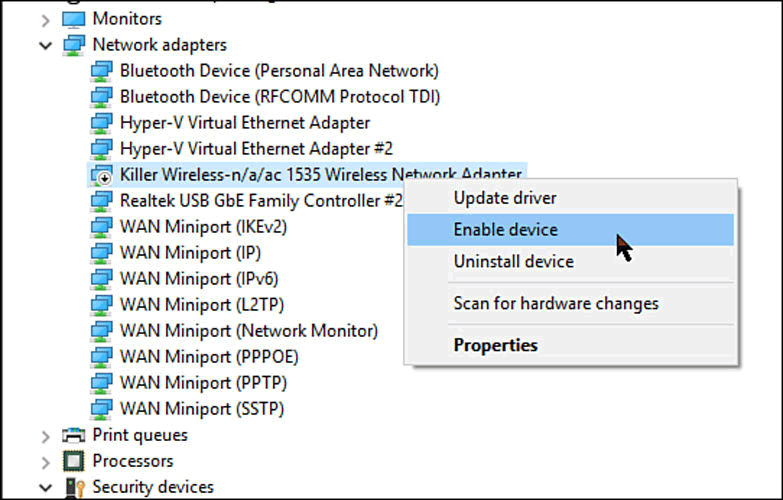 Monitors
Network adapters
Bluetooth Device (Personal Area Network)
Bluetooth Device (RFCOMM Protocol TDI)
Hyper-V Virtual Ethernet Adapter
Hyper-V Virtual Ethernet Adapter #2
Killer Wireless-n/a/ac 1535 Wireless Network Adapter
Realtek USB GbE Family Controller #2
WAN Miniport (IKEv2)
WAN Miniport (IP)
WAN Miniport (IPv6)
WAN Miniport (L2TP)
WAN Miniport (Network Monitor)
WAN Miniport (PPPOE)
WAN Miniport (PPTP)
WAN Miniport (SSTP)
Print queues
Processors
Security devices
Update driver
Enable device
Uninstall device
Scan for hardware changes
Properties